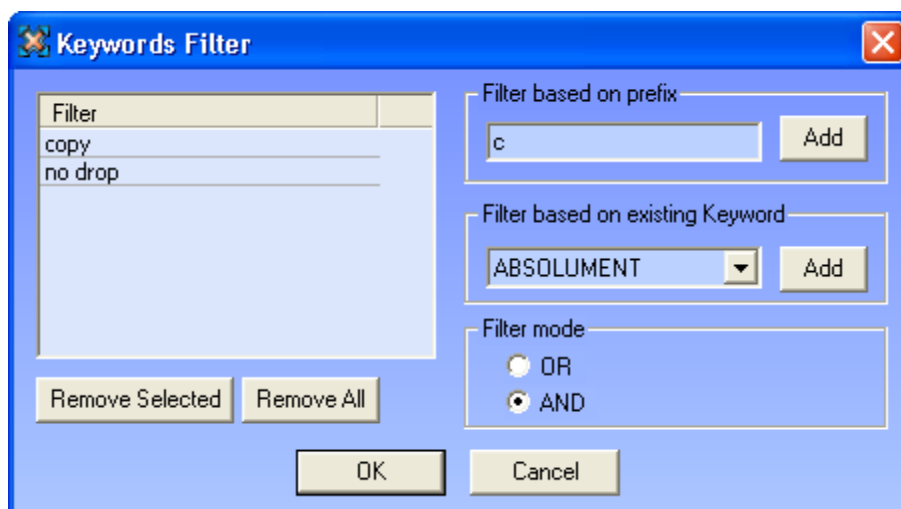 Keywords Filter
Filter
copy
no drop
Remove Selected
Remove All
Filter based on prefix
c
Add
Filter based on existing Keyword
ABSOLUMENT
Add
Filter mode
OR
AND
OK
Cancel